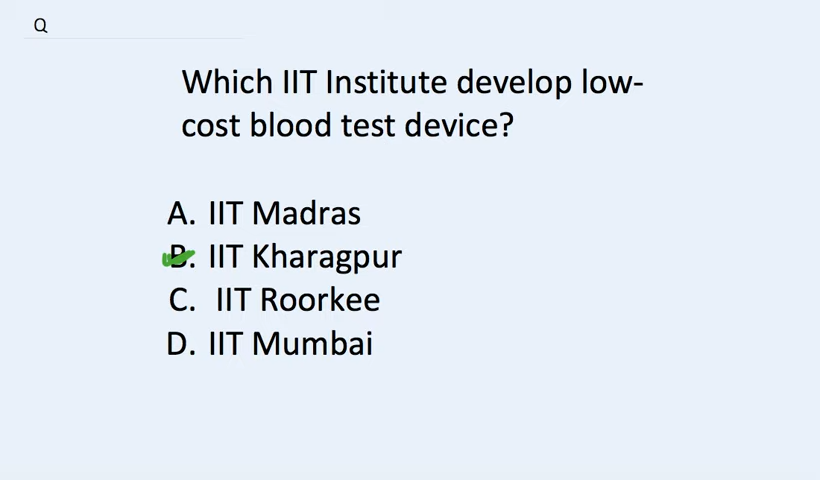 Q
Which IIT Institute develop low-
cost blood test device?
A. IIT Madras
B. IIT Kharagpur
C. IIT Roorkee
D. IIT Mumbai